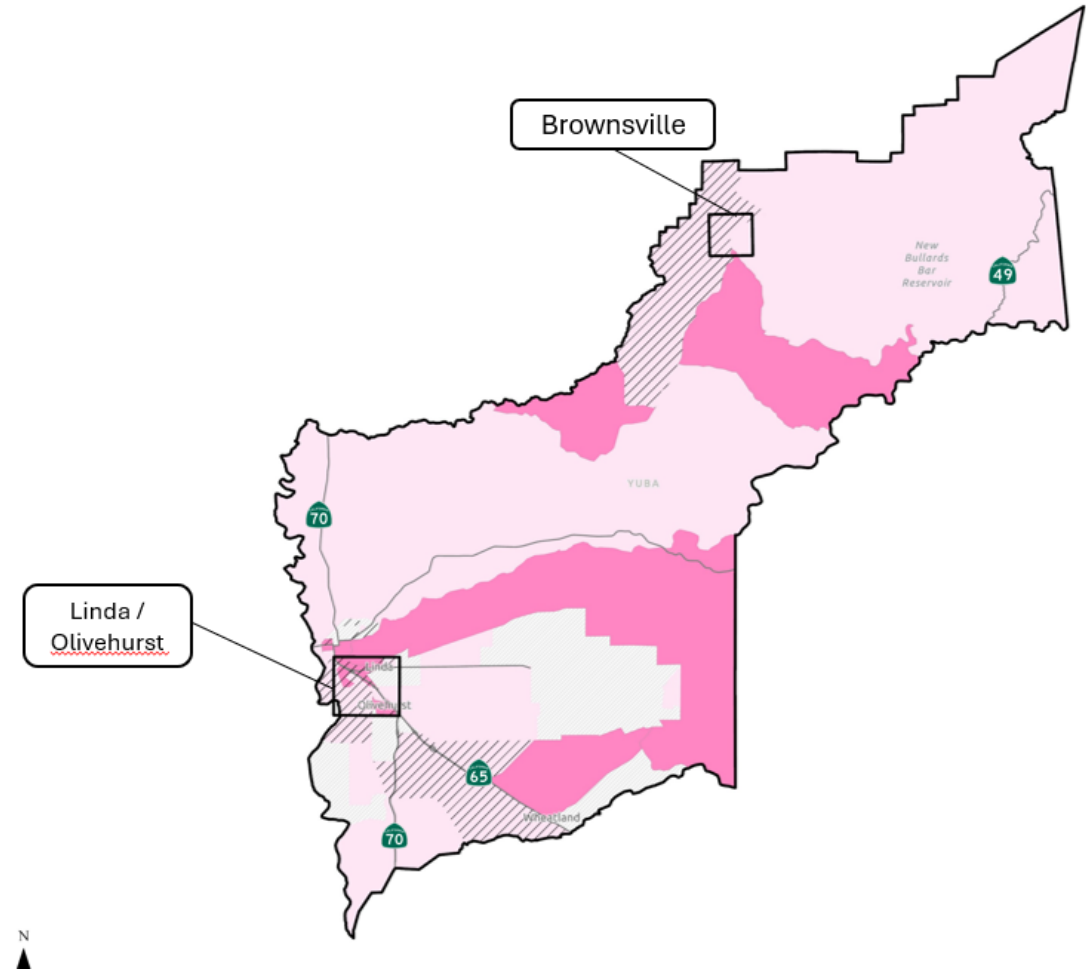 Brownsville
New
Bullards
Bar
Reservoir
49
YUBA
70
Linda /
Olivehurst
Linda
Olivehurst
65
Wheatland
70
N